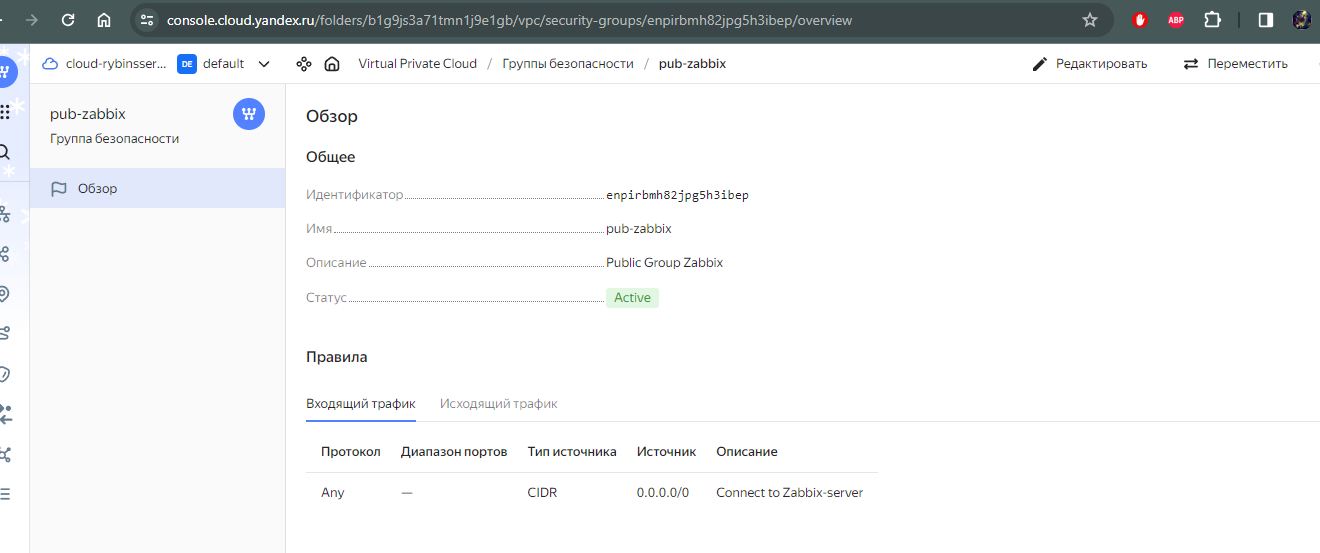 console.cloud.yandex.ru/folders/b1g9js3a71tmn1j9e1gb/vpc/security-groups/enpirbmh82jpg5h3ibep/overview
ABP
cloud-rybinsser... DE default Virtual Private Cloud / Группы безопасности / pub-zabbix Редактировать Переместить
pub-zabbix
Группа безопасности
Обзор
Обзор
Общее
Идентификатор enpirbmh82jpg5h3ibep
Имя pub-zabbix
Описание Public Group Zabbix
Статус Active
Правила
Входящий трафик Исходящий трафик
Протокол Диапазон портов Тип источника Источник Описание
Any — CIDR 0.0.0.0/0 Connect to Zabbix-server